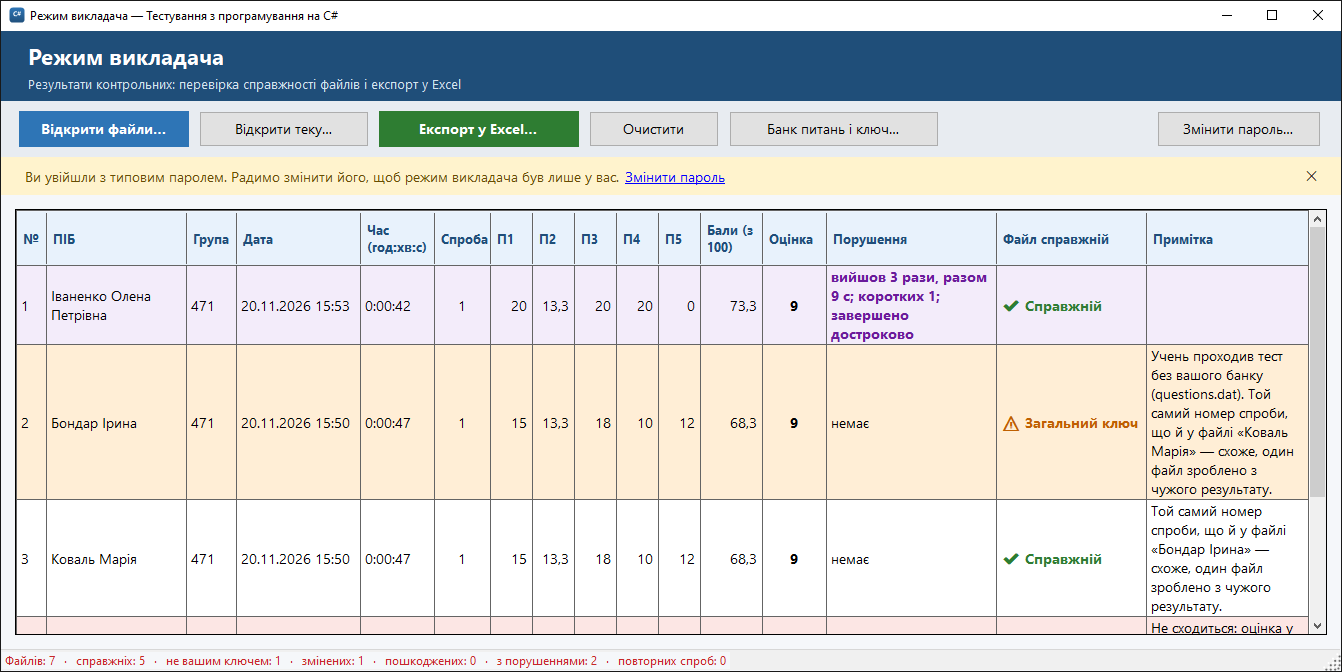 C#
Режим викладача — Тестування з програмування на C#
Режим викладача
Результати контрольних: перевірка справжності файлів і експорт у Excel
Відкрити файли...
Відкрити теку...
Експорт у Excel...
Очистити
Банк питань і ключ...
Змінити пароль...
Ви увійшли з типовим паролем. Радимо змінити його, щоб режим викладача був лише у вас. Змінити пароль
№ ПІБ Група Дата Час (год:хв:с) Спроба П1 П2 П3 П4 П5 Бали (з 100) Оцінка Порушення Файл справжній Примітка
1
Іваненко Олена
Петрівна
471
20.11.2026 15:53
0:00:42
1
20
13,3
20
20
0
73,3
9
вийшов 3 рази, разом
9 с; коротких 1;
завершено
достроково
Справжній
2
Бондар Ірина
471
20.11.2026 15:50
0:00:47
1
15
13,3
18
10
12
68,3
9
немає
Загальний ключ
Учень проходив тест
без вашого банку
(questions.dat). Той
самий номер спроби,
що й у файлі «Коваль
Марія» — схоже, один
файл зроблено з
чужого результату.
3
Коваль Марія
471
20.11.2026 15:50
0:00:47
1
15
13,3
18
10
12
68,3
9
немає
Справжній
Той самий номер
спроби, що й у файлі
«Бондар Ірина» —
схоже, один файл
зроблено з чужого
результату.
Не сходиться: оцінка у
Файлів: 7 · справжніх: 5 · не вашим ключем: 1 · змінених: 1 · пошкоджених: 0 · з порушеннями: 2 · повторних спроб: 0